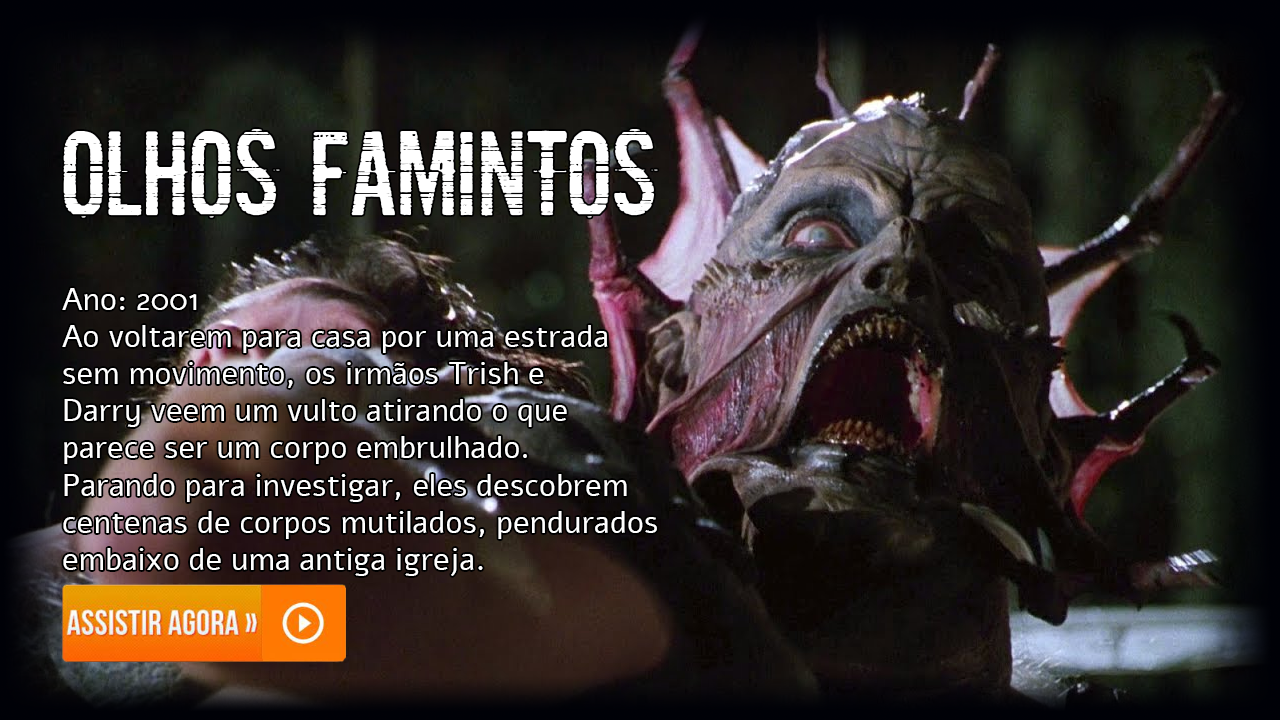 OLHOS FAMINTOS
Ano: 2001
Ao voltarem para casa por uma estrada
sem movimento, os irmãos Trish e
Darry veem um vulto atirando o que
parece ser um corpo embrulhado.
Parando para investigar, eles descobrem
centenas de corpos mutilados, pendurados
embaixo de uma antiga igreja.
ASSISTIR AGORA »